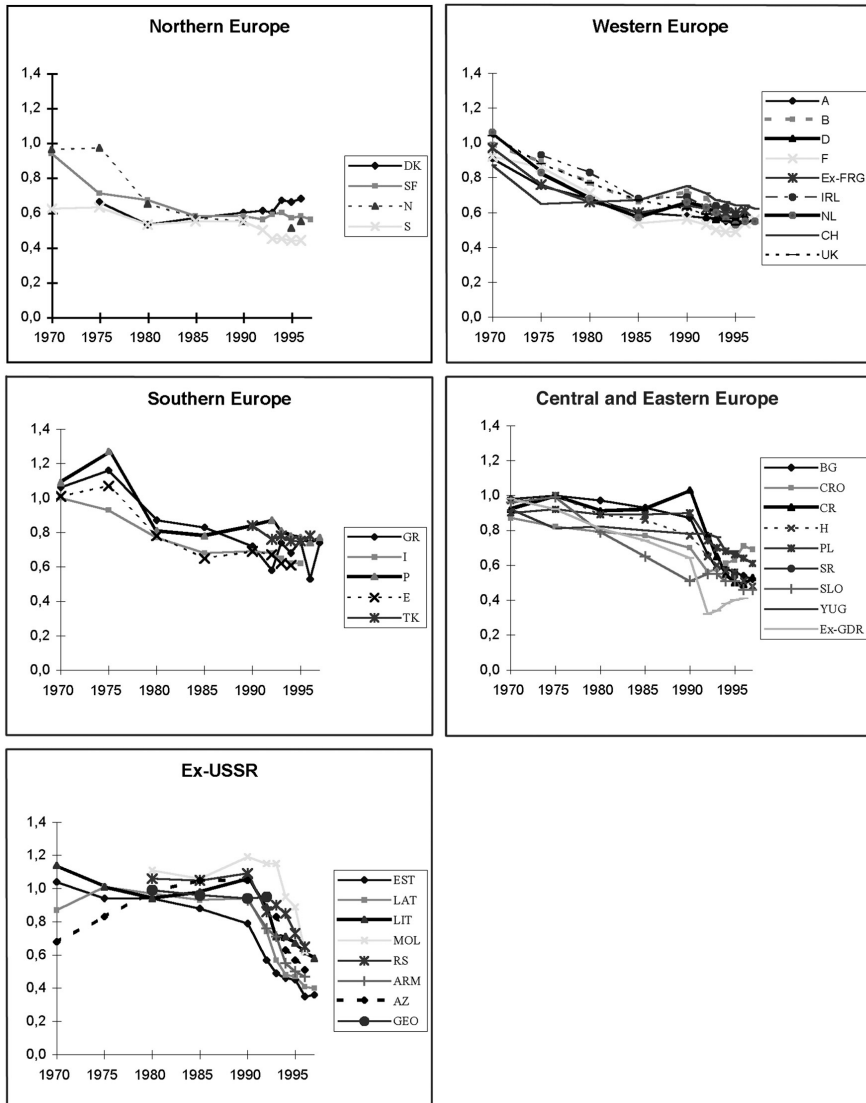 Northern Europe
1,4
1,2
1,0
0,8
0,6
0,4
0,2
0,0
1970 1975 1980 1985 1990 1995
DK
SF
N
S
Western Europe
1,4
1,2
1,0
0,8
0,6
0,4
0,2
0,0
1970 1975 1980 1985 1990 1995
A
B
D
F
Ex-FRG
IRL
NL
CH
UK
Southern Europe
1,4
1,2
1,0
0,8
0,6
0,4
0,2
0,0
1970 1975 1980 1985 1990 1995
GR
I
P
E
TK
Central and Eastern Europe
1,4
1,2
1,0
0,8
0,6
0,4
0,2
0,0
1970 1975 1980 1985 1990 1995
BG
CRO
CR
H
PL
SR
SLO
YUG
Ex-GDR
Ex-USSR
1,4
1,2
1,0
0,8
0,6
0,4
0,2
0,0
1970 1975 1980 1985 1990 1995
EST
LAT
LIT
MOL
RS
ARM
AZ
GEO